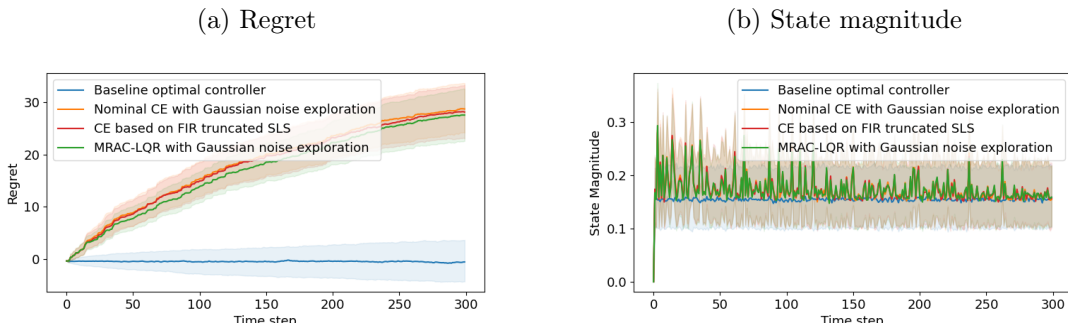 (a) Regret
(b) State magnitude
Regret
30
20
10
0
Baseline optimal controller
Nominal CE with Gaussian noise exploration
CE based on FIR truncated SLS
MRAC-LQR with Gaussian noise exploration
0 50 100 150 200 250 300
Time step
State Magnitude
0.3
0.2
0.1
0.0
Baseline optimal controller
Nominal CE with Gaussian noise exploration
CE based on FIR truncated SLS
MRAC-LQR with Gaussian noise exploration
0 50 100 150 200 250 300
Time step